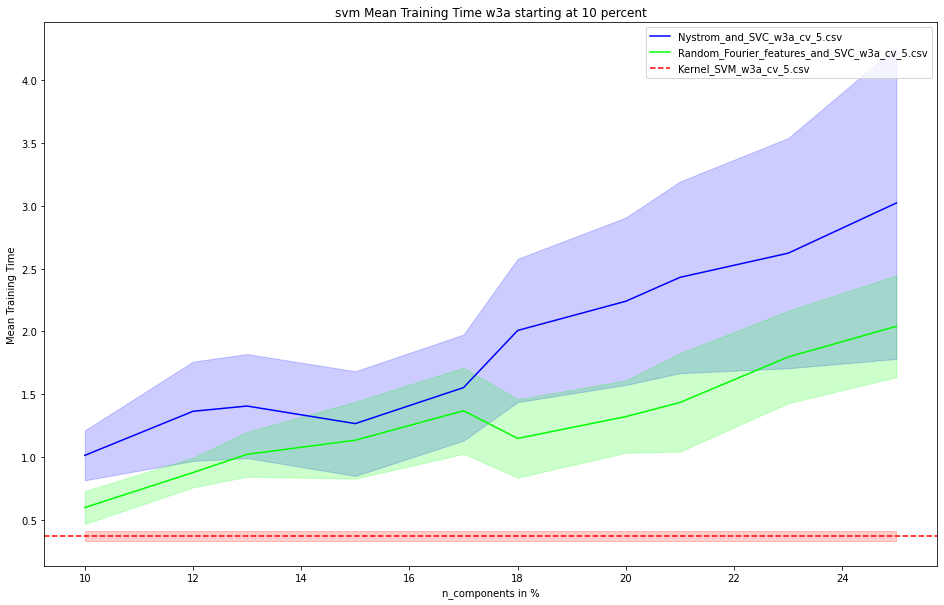 svm Mean Training Time w3a starting at 10 percent
Nystrom_and_SVC_w3a_cv_5.csv
Random_Fourier_features_and_SVC_w3a_cv_5.csv
Kernel_SVM_w3a_cv_5.csv
Mean Training Time
4.0
3.5
3.0
2.5
2.0
1.5
1.0
0.5
10 12 14 16 18 20 22 24
n_components in %